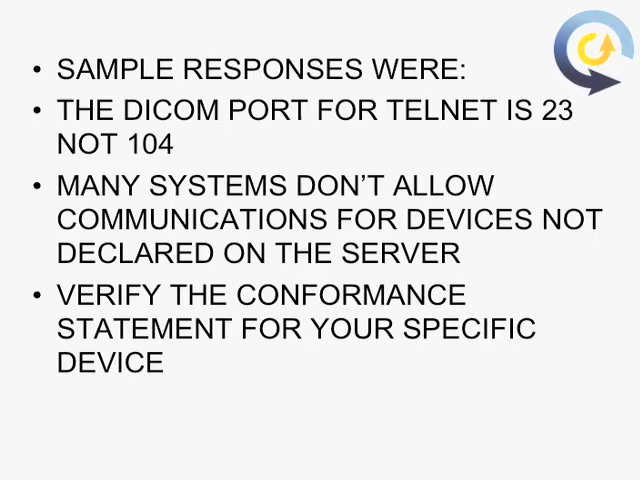 • SAMPLE RESPONSES WERE:
• THE DICOM PORT FOR TELNET IS 23
NOT 104
• MANY SYSTEMS DON’T ALLOW
COMMUNICATIONS FOR DEVICES NOT
DECLARED ON THE SERVER
• VERIFY THE CONFORMANCE
STATEMENT FOR YOUR SPECIFIC
DEVICE